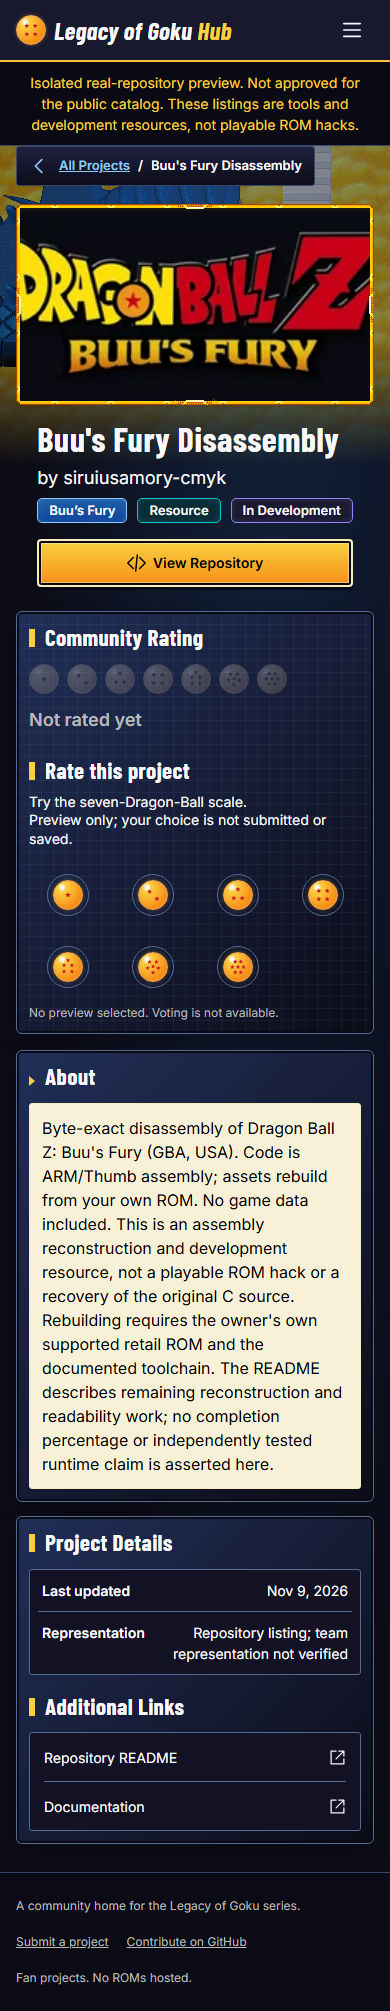 Legacy of Goku Hub
Isolated real-repository preview. Not approved for
the public catalog. These listings are tools and
development resources, not playable ROM hacks.
All Projects / Buu's Fury Disassembly
DRAGON BALL Z
BUU'S FURY
Buu's Fury Disassembly
by siruiusamory-cmyk
Buu's Fury Resource In Development
</> View Repository
Community Rating
Not rated yet
Rate this project
Try the seven-Dragon-Ball scale.
Preview only; your choice is not submitted or
saved.
No preview selected. Voting is not available.
About
Byte-exact disassembly of Dragon Ball
Z: Buu's Fury (GBA, USA). Code is
ARM/Thumb assembly; assets rebuild
from your own ROM. No game data
included. This is an assembly
reconstruction and development
resource, not a playable ROM hack or a
recovery of the original C source.
Rebuilding requires the owner's own
supported retail ROM and the
documented toolchain. The README
describes remaining reconstruction and
readability work; no completion
percentage or independently tested
runtime claim is asserted here.
Project Details
Last updated Nov 9, 2026
Representation Repository listing; team
representation not verified
Additional Links
Repository README
Documentation
A community home for the Legacy of Goku series.
Submit a project Contribute on GitHub
Fan projects. No ROMs hosted.